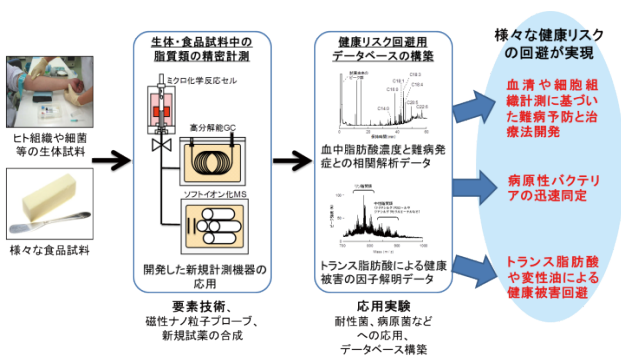 ヒト組織や細菌
等の生体試料
様々な食品試料
生体・食品試料中の
脂質類の精密計測
ミクロ化学反応セル
高分解能GC
ソフトイオン化MS
開発した新規計測機器の
応用
要素技術、
磁性ナノ粒子プローブ、
新規試薬の合成
健康リスク回避用
データベースの構築
血中脂肪酸濃度と難病発
症との相関解析データ
トランス脂肪酸による健康
被害の因子解明データ
応用実験
耐性菌、病原菌など
への応用、
データベース構築
様々な健康リスク
の回避が実現
血清や細胞組
織計測に基づい
た難病予防と治
療法開発
病原性バクテリ
アの迅速同定
トランス脂肪酸
や変性油による
健康被害回避